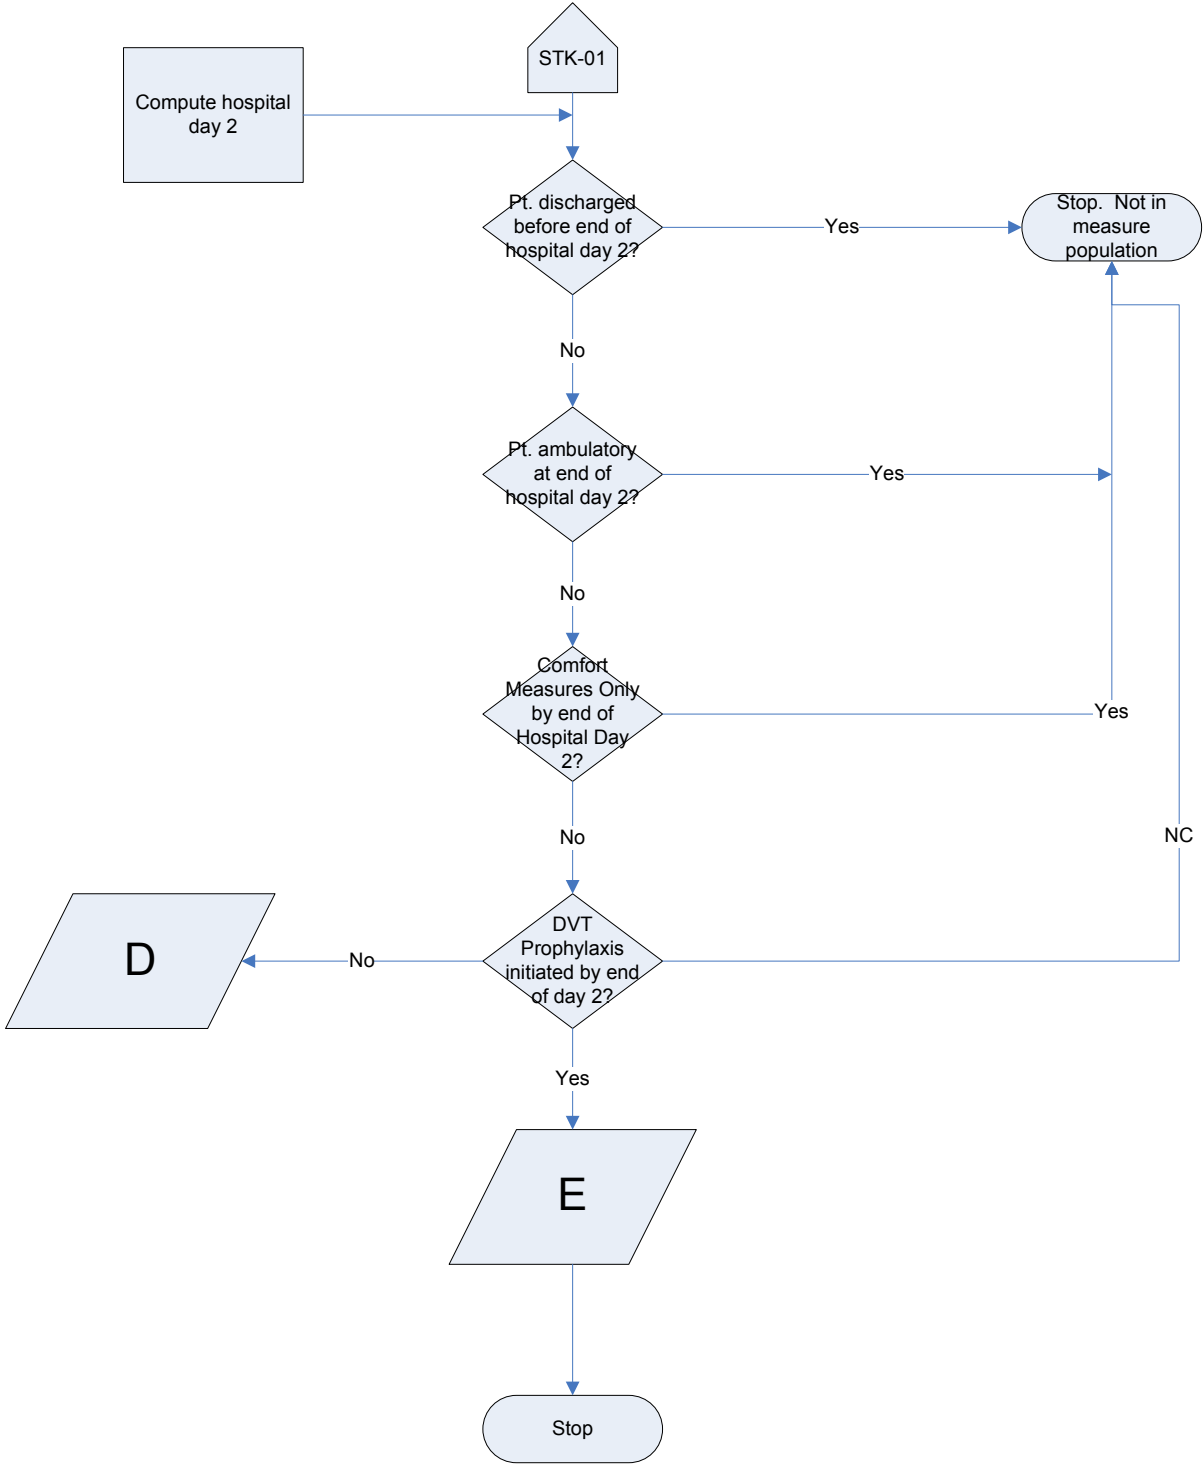 STK-01
Compute hospital
day 2
Pt. discharged
before end of
hospital day 2?
Yes
Stop.  Not in
measure
population
No
Pt. ambulatory
at end of
hospital day 2?
Yes
No
Comfort
Measures Only
by end of
Hospital Day
2?
Yes
No
NC
DVT
Prophylaxis
initiated by end
of day 2?
No
D
Yes
E
Stop